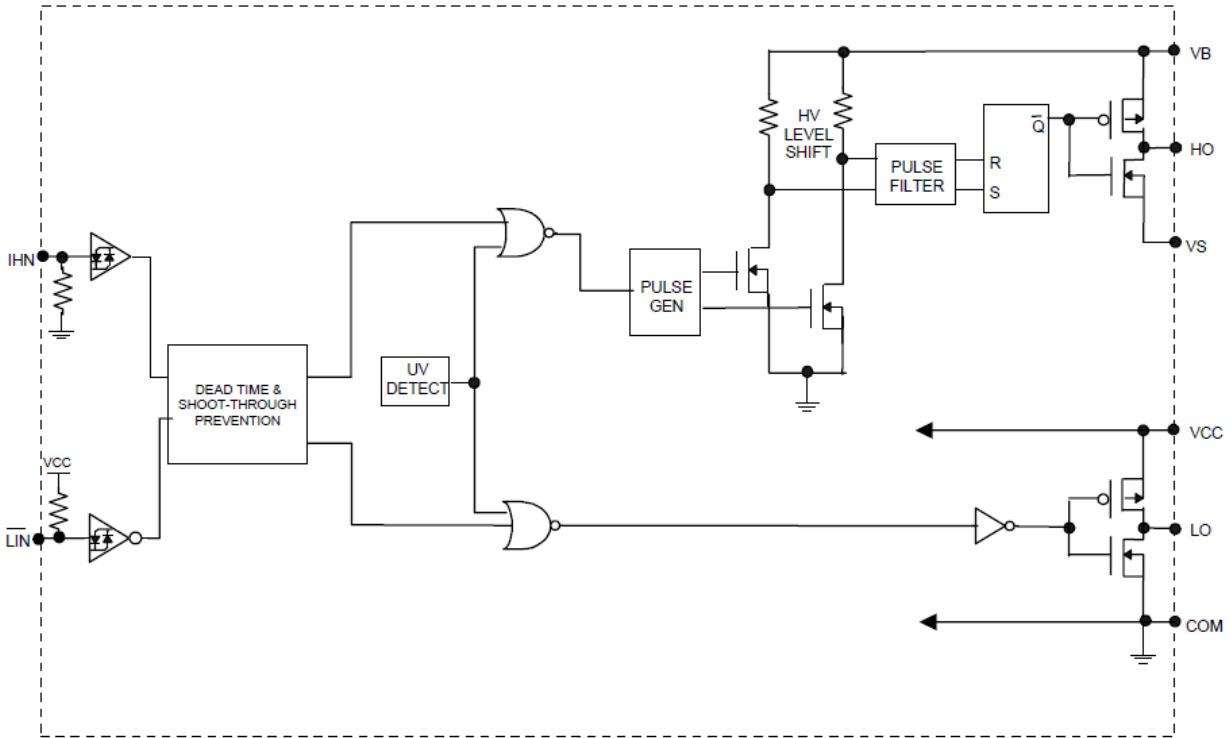 VB
HV
LEVEL
SHIFT
Q̅
HO
PULSE
FILTER
R
S
VS
IHN
PULSE
GEN
UV
DETECT
DEAD TIME &
SHOOT-THROUGH
PREVENTION
VCC
VCC
L̅I̅N̅
LO
COM